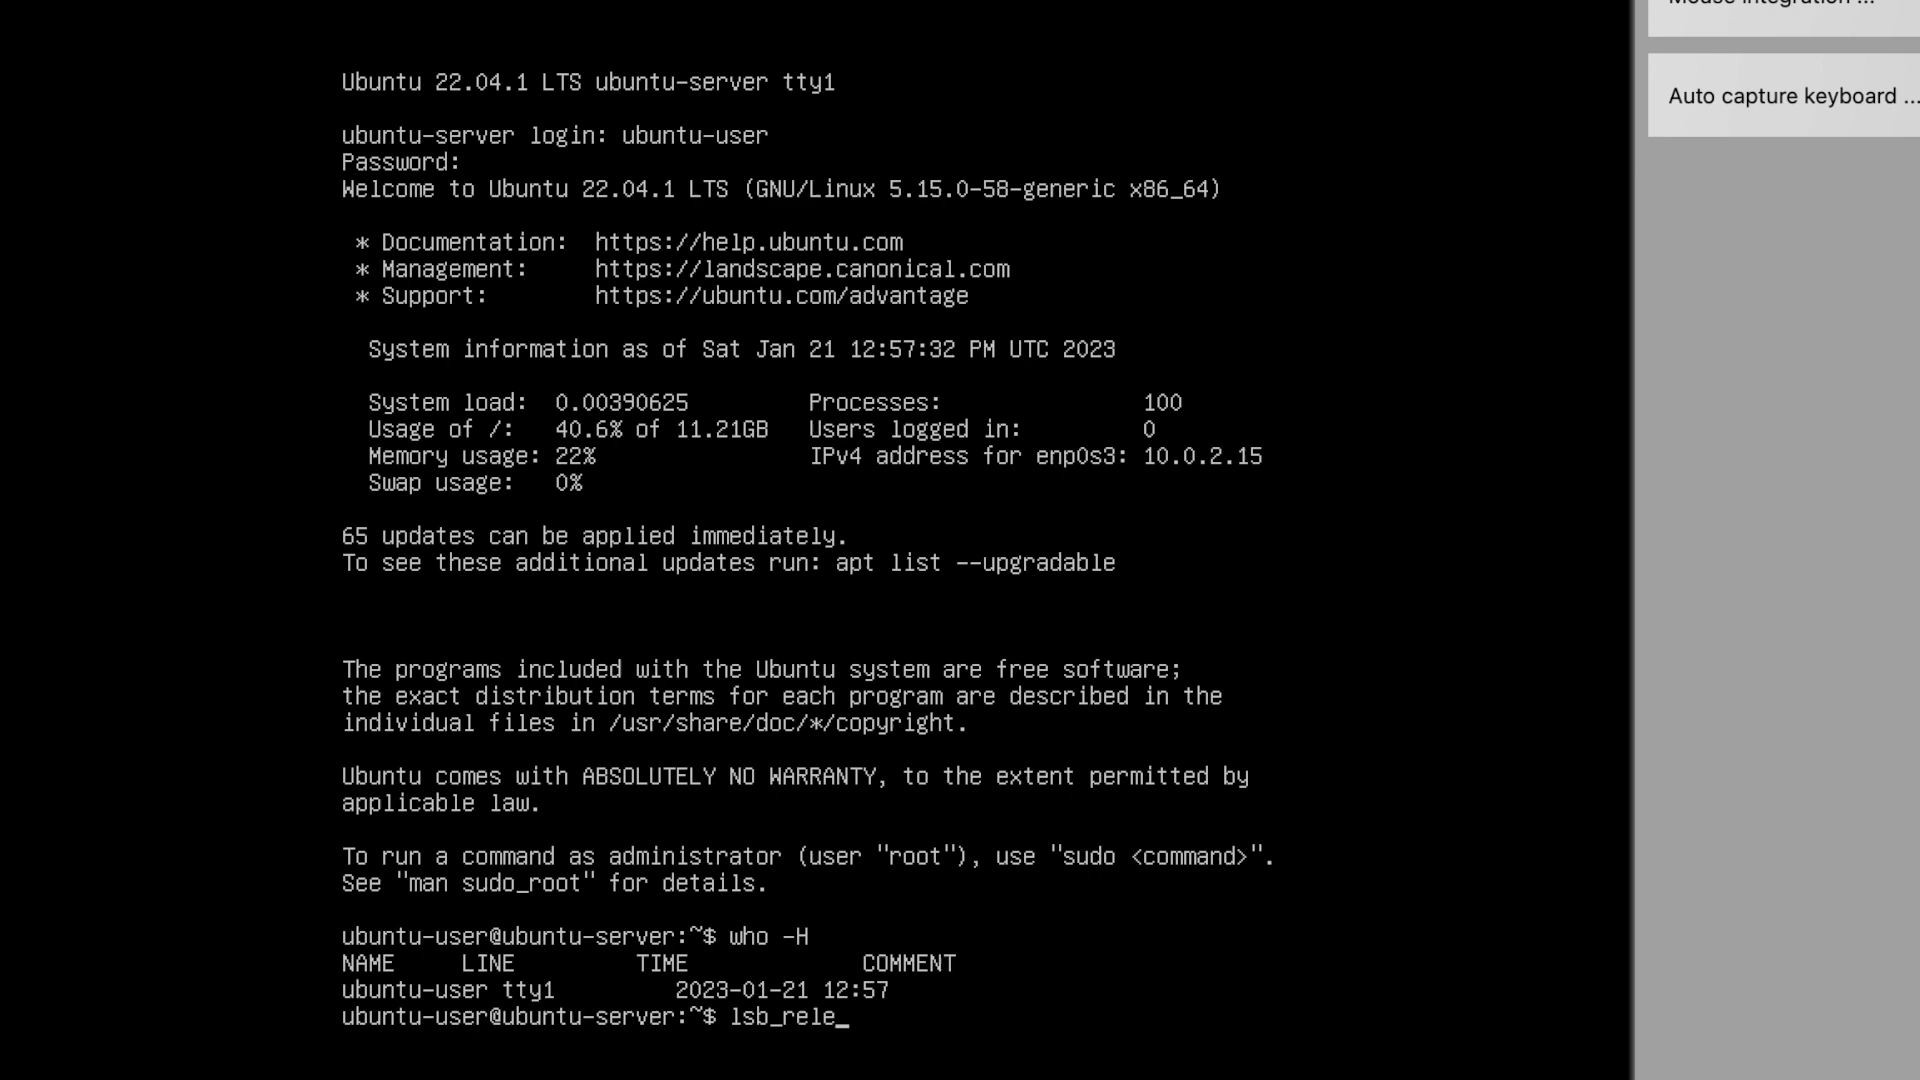 Mouse integration ...
Auto capture keyboard ...
Ubuntu 22.04.1 LTS ubuntu-server tty1
ubuntu-server login: ubuntu-user
Password:
Welcome to Ubuntu 22.04.1 LTS (GNU/Linux 5.15.0-58-generic x86_64)
* Documentation:  https://help.ubuntu.com
* Management:     https://landscape.canonical.com
* Support:        https://ubuntu.com/advantage
System information as of Sat Jan 21 12:57:32 PM UTC 2023
System load:  0.00390625         Processes:               100
Usage of /:   40.6% of 11.21GB   Users logged in:         0
Memory usage: 22%                IPv4 address for enp0s3: 10.0.2.15
Swap usage:   0%
65 updates can be applied immediately.
To see these additional updates run: apt list --upgradable
The programs included with the Ubuntu system are free software;
the exact distribution terms for each program are described in the
individual files in /usr/share/doc/*/copyright.
Ubuntu comes with ABSOLUTELY NO WARRANTY, to the extent permitted by
applicable law.
To run a command as administrator (user "root"), use "sudo <command>".
See "man sudo_root" for details.
ubuntu-user@ubuntu-server:~$ who -H
NAME     LINE         TIME             COMMENT
ubuntu-user tty1         2023-01-21 12:57
ubuntu-user@ubuntu-server:~$ lsb_rele_